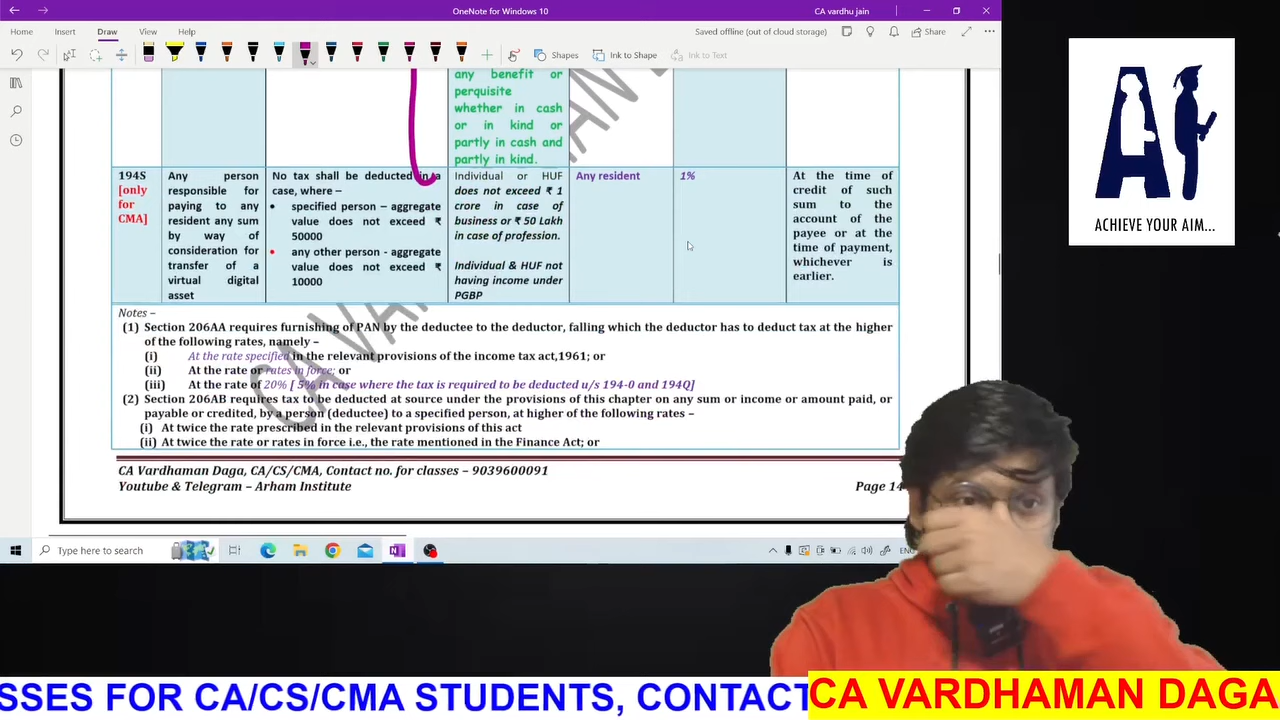 OneNote for Windows 10
CA vardhu jain
Home Insert Draw View Help
Saved offline (out of cloud storage)
Share
Shapes
Ink to Shape
Ink to Text
any benefit or
perquisite
whether in cash
or in kind or
partly in cash and
partly in kind.
194S
[only
for
CMA]
Any person
responsible for
paying to any
resident any sum
by way of
consideration for
transfer of a
virtual digital
asset
No tax shall be deducted in a
case, where –
• specified person – aggregate
value does not exceed ₹
50000
• any other person - aggregate
value does not exceed ₹
10000
Individual or HUF
does not exceed ₹ 1
crore in case of
business or ₹ 50 Lakh
in case of profession.
Individual & HUF not
having income under
PGBP
Any resident
1%
At the time of
credit of such
sum to the
account of the
payee or at the
time of payment,
whichever is
earlier.
Notes –
(1) Section 206AA requires furnishing of PAN by the deductee to the deductor, falling which the deductor has to deduct tax at the higher
of the following rates, namely –
(i) At the rate specified in the relevant provisions of the income tax act,1961; or
(ii) At the rate or rates in force; or
(iii) At the rate of 20% [ 5% in case where the tax is required to be deducted u/s 194-0 and 194Q]
(2) Section 206AB requires tax to be deducted at source under the provisions of this chapter on any sum or income or amount paid, or
payable or credited, by a person (deductee) to a specified person, at higher of the following rates –
(i) At twice the rate prescribed in the relevant provisions of this act
(ii) At twice the rate or rates in force i.e., the rate mentioned in the Finance Act; or
CA Vardhaman Daga, CA/CS/CMA, Contact no. for classes – 9039600091
Youtube & Telegram – Arham Institute
Page 14
Type here to search
ENG
ACHIEVE YOUR AIM...
SSES FOR CA/CS/CMA STUDENTS, CONTACT
CA VARDHAMAN DAGA